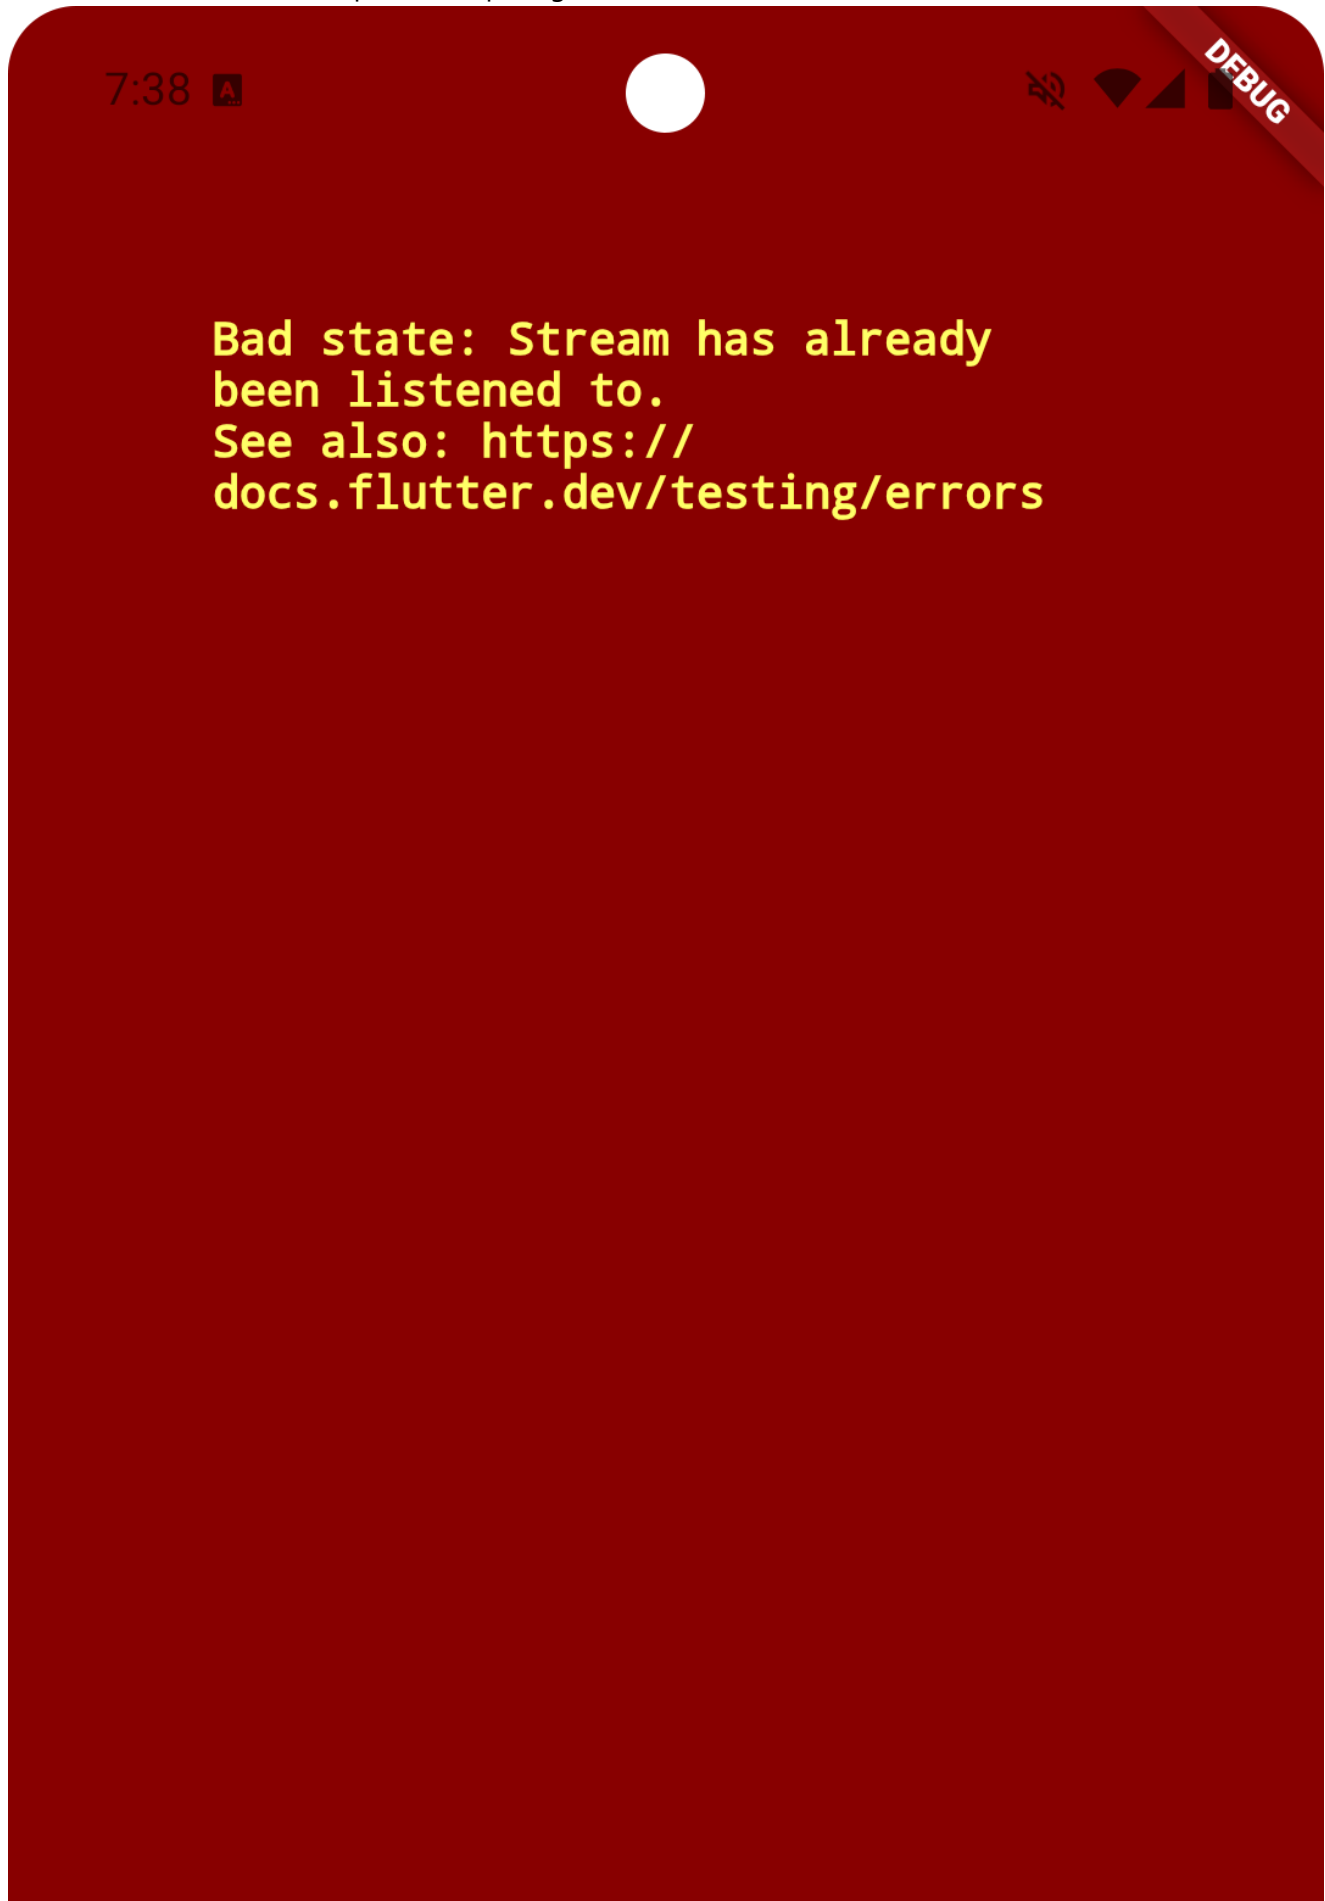 7:38 A
DEBUG
Bad state: Stream has already
been listened to.
See also: https://
docs.flutter.dev/testing/errors